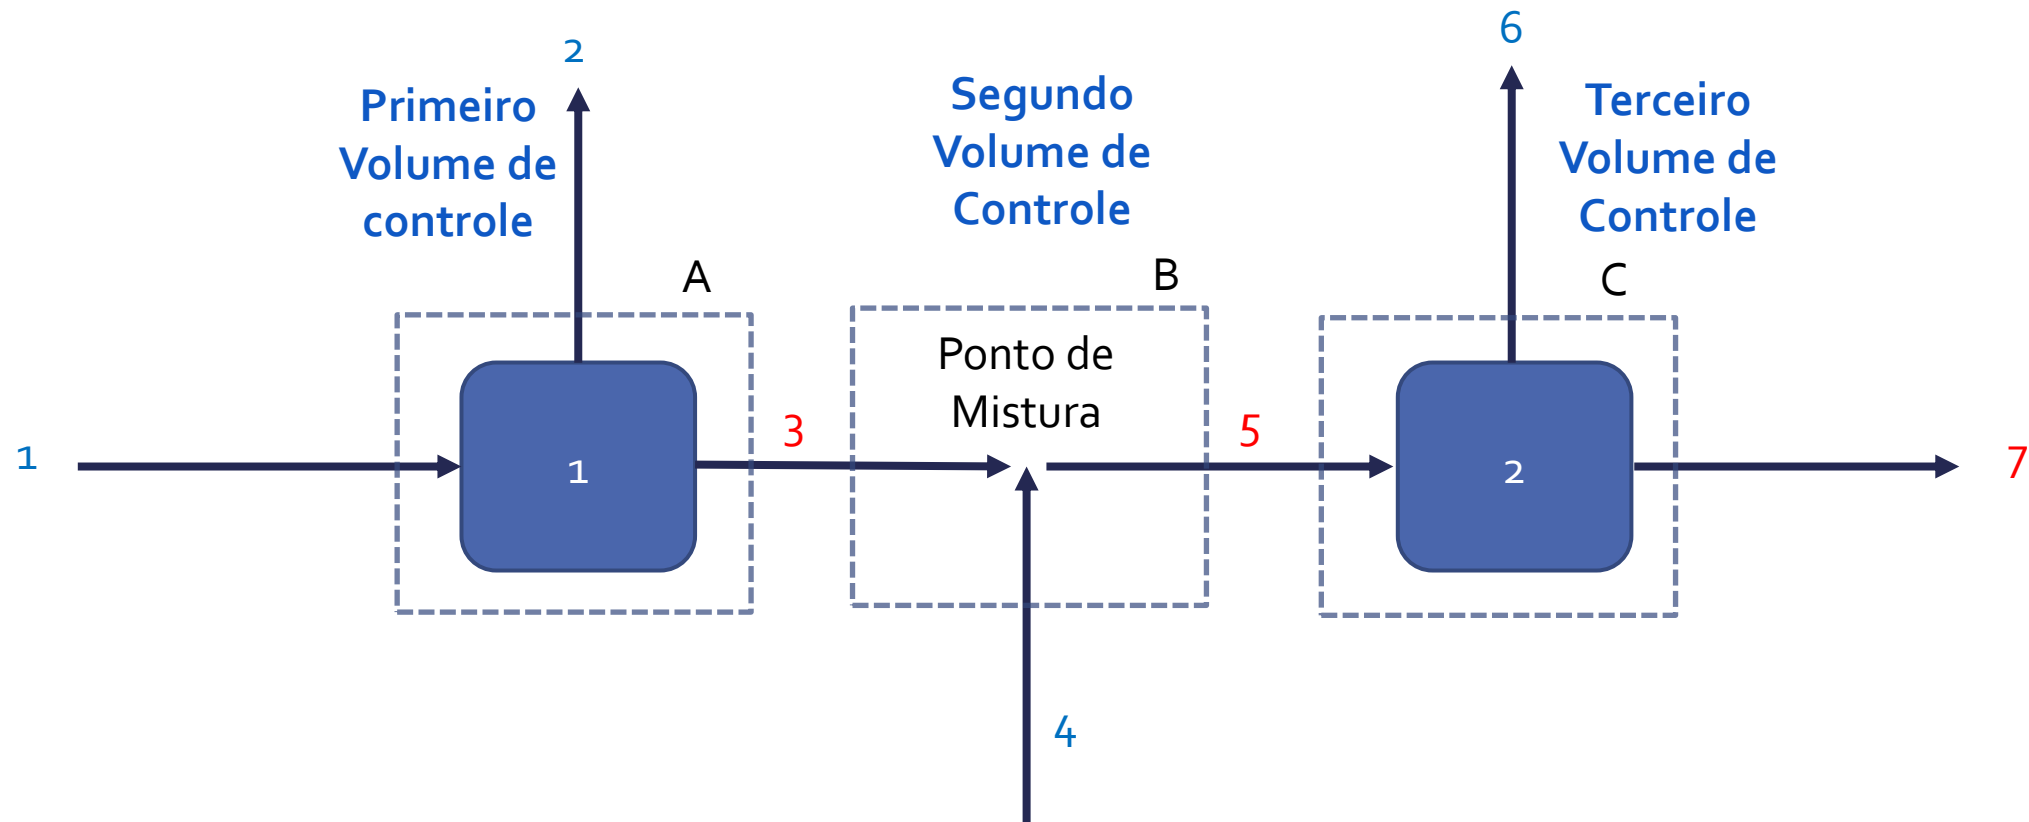 2
6
Primeiro
Volume de
controle
Segundo
Volume de
Controle
Terceiro
Volume de
Controle
A
B
C
Ponto de
Mistura
1
1
3
5
2
7
4